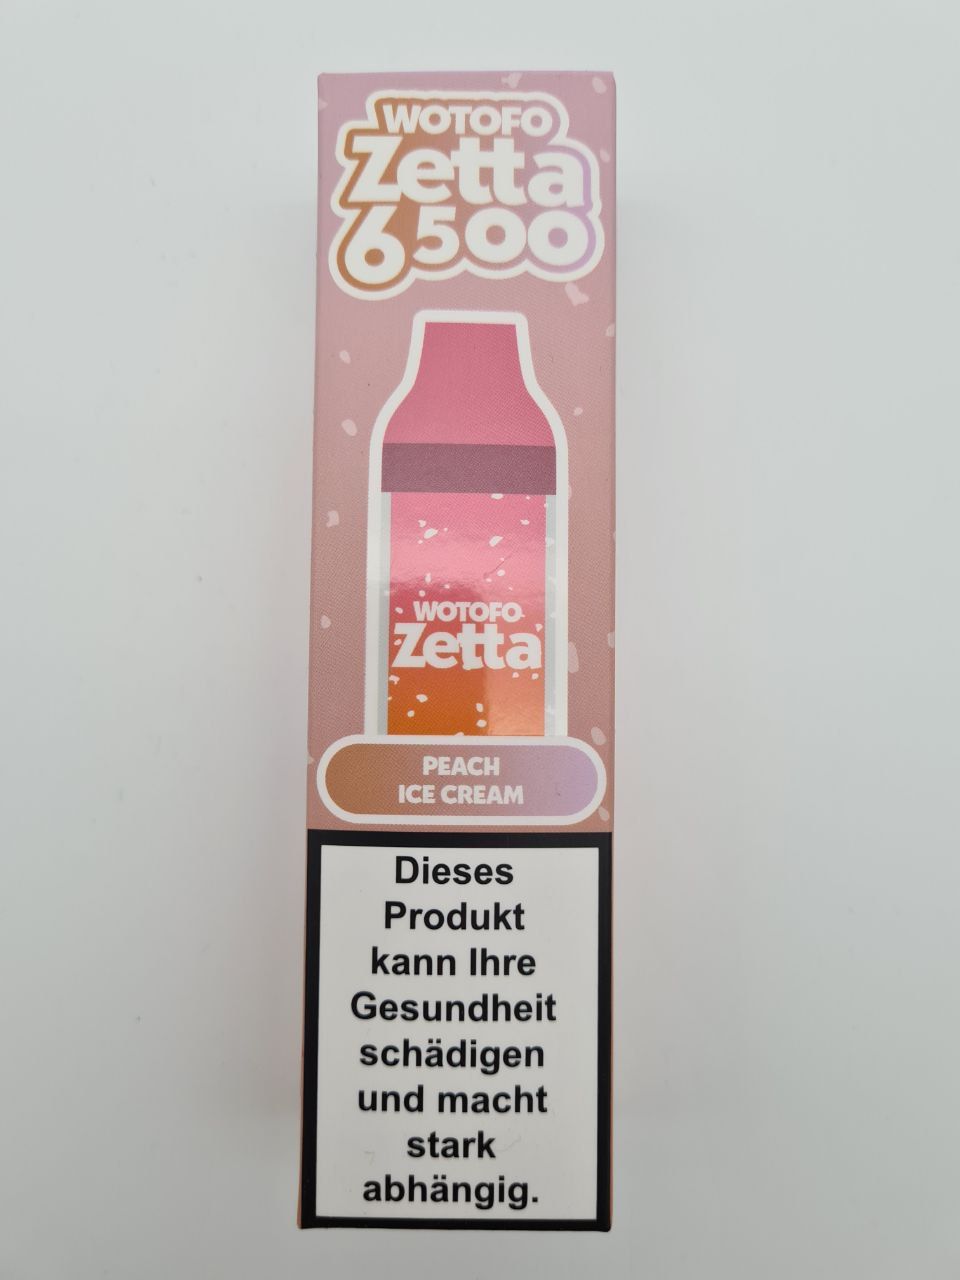 WOTOFO
Zetta
6500
WOTOFO
Zetta
PEACH
ICE CREAM
Dieses
Produkt
kann Ihre
Gesundheit
schädigen
und macht
stark
abhängig.